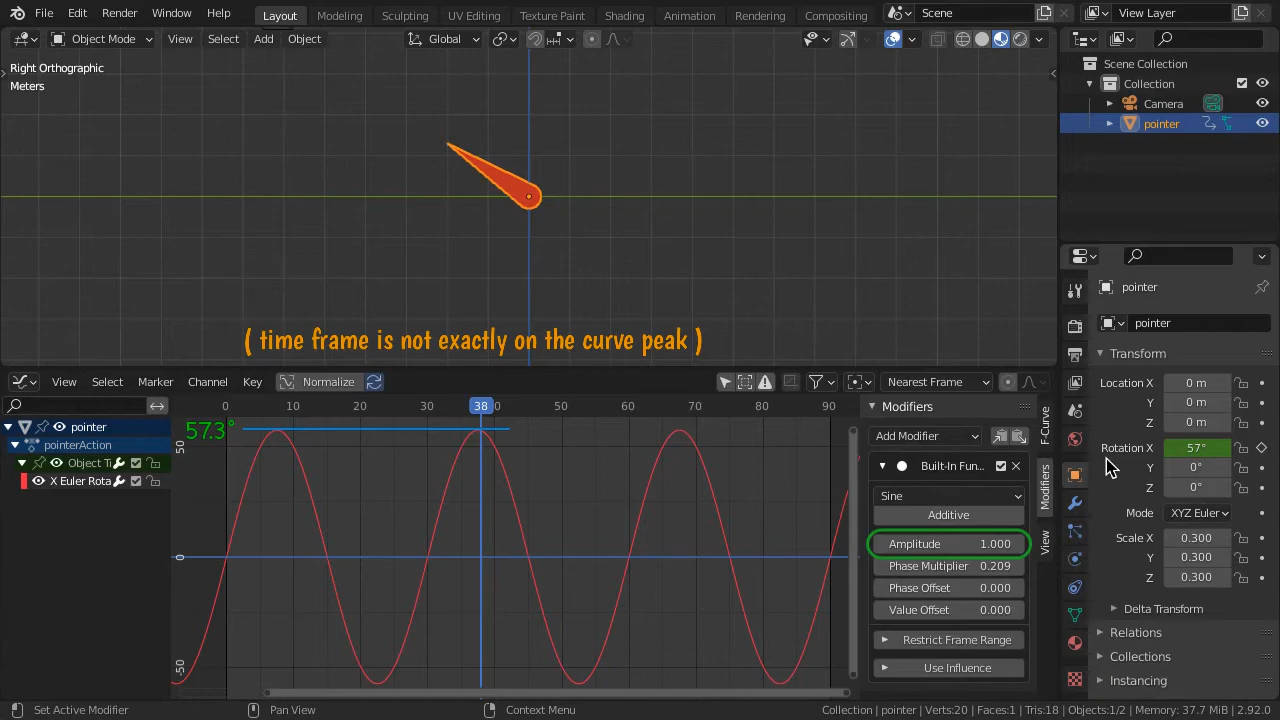 File Edit Render Window Help Layout Modeling Sculpting UV Editing Texture Paint Shading Animation Rendering Compositing Scene View Layer
Object Mode View Select Add Object Global
Right Orthographic
Meters
Scene Collection
Collection
Camera
pointer
( time frame is not exactly on the curve peak )
pointer
pointer
Transform
Location X 0 m
Y 0 m
Z 0 m
Rotation X 57°
Y 0°
Z 0°
Mode XYZ Euler
Scale X 0.300
Y 0.300
Z 0.300
Delta Transform
Relations
Collections
Instancing
View Select Marker Channel Key Normalize Nearest Frame
0 10 20 30 38 40 50 60 70 80 90
pointer
pointerAction
Object Ti
X Euler Rota
57.3°
50
0
-50
Modifiers
Add Modifier
Built-In Fun...
Sine
Additive
Amplitude 1.000
Phase Multiplier 0.209
Phase Offset 0.000
Value Offset 0.000
Restrict Frame Range
Use Influence
F-Curve
Modifiers
View
Set Active Modifier Pan View Context Menu Collection | pointer | Verts:20 | Faces:1 | Tris:18 | Objects:1/2 | Memory: 37.7 MiB | 2.92.0